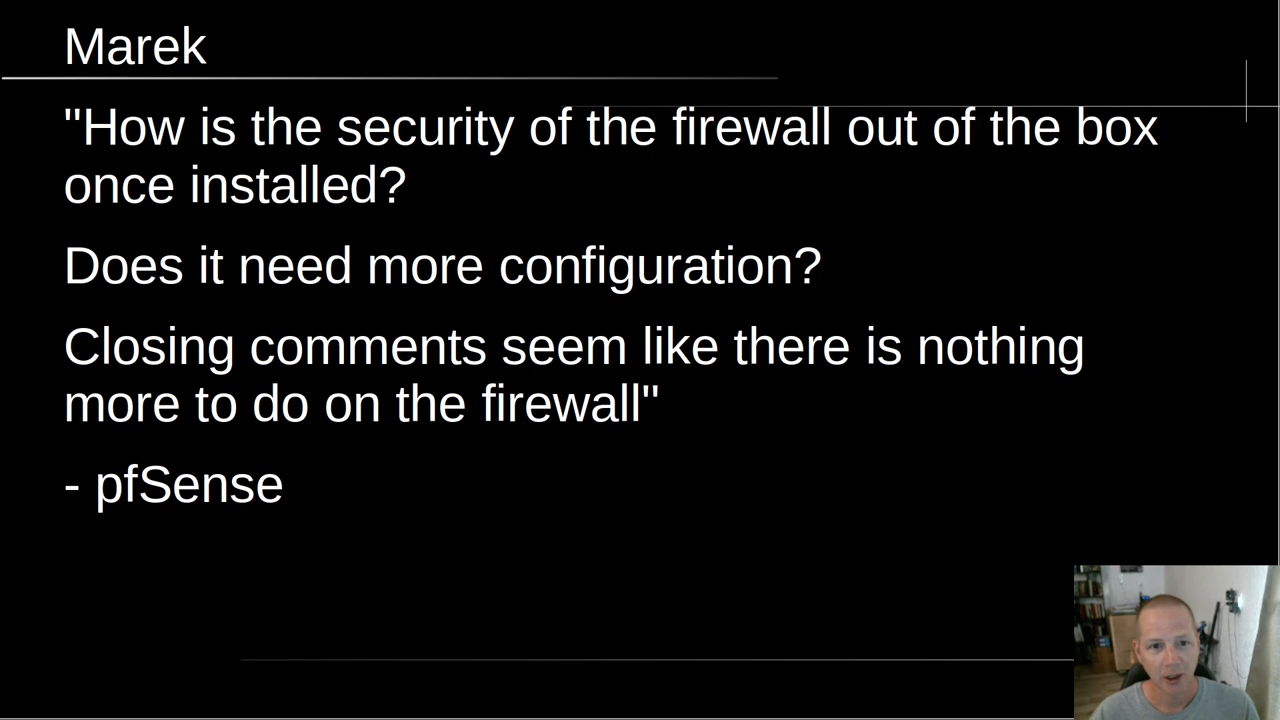 Marek
"How is the security of the firewall out of the box
once installed?
Does it need more configuration?
Closing comments seem like there is nothing
more to do on the firewall"
- pfSense